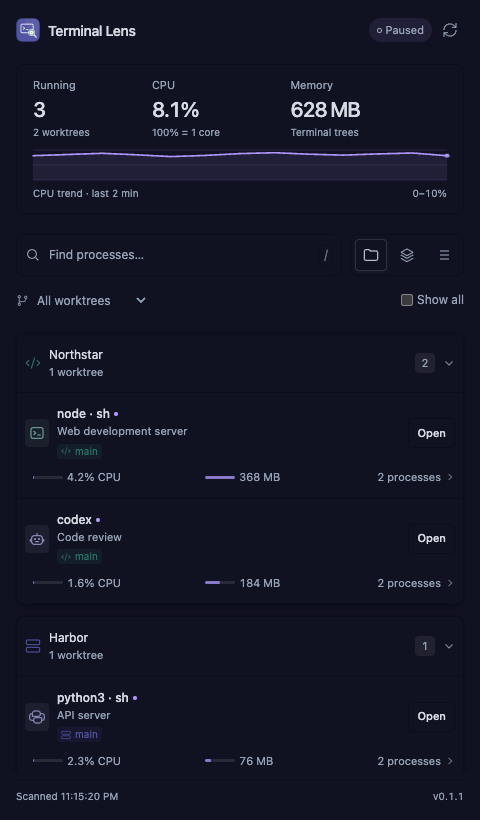 Terminal Lens
Paused
Running CPU Memory
3 8.1% 628 MB
2 worktrees 100% = 1 core Terminal trees
CPU trend · last 2 min 0–10%
Find processes... /
All worktrees Show all
Northstar
1 worktree
2
node · sh
Web development server
main
Open
4.2% CPU 368 MB 2 processes
codex
Code review
main
Open
1.6% CPU 184 MB 2 processes
Harbor
1 worktree
1
python3 · sh
API server
main
Open
2.3% CPU 76 MB 2 processes
Scanned 11:15:20 PM v0.1.1